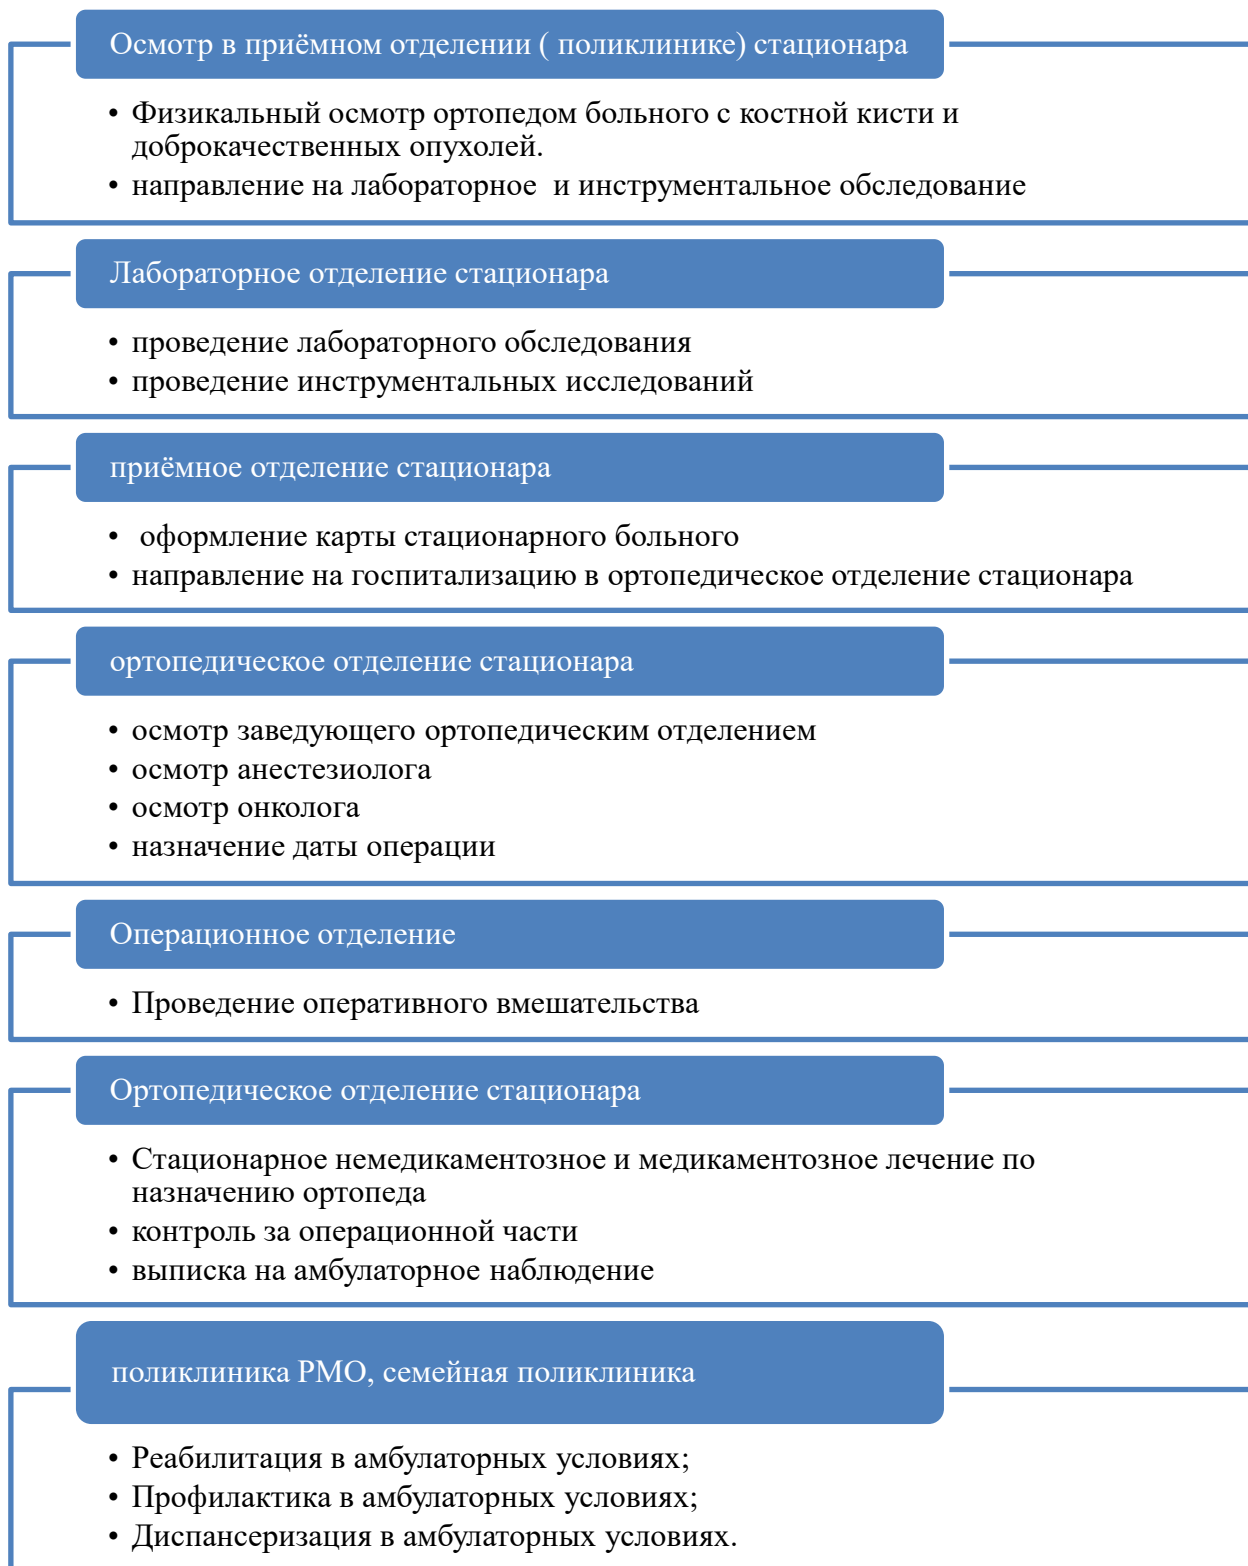 Осмотр в приёмном отделении ( поликлинике) стационара
• Физикальный осмотр ортопедом больного с костной кисти и
доброкачественных опухолей.
• направление на лабораторное  и инструментальное обследование
Лабораторное отделение стационара
• проведение лабораторного обследования
• проведение инструментальных исследований
приёмное отделение стационара
•  оформление карты стационарного больного
• направление на госпитализацию в ортопедическое отделение стационара
ортопедическое отделение стационара
• осмотр заведующего ортопедическим отделением
• осмотр анестезиолога
• осмотр онколога
• назначение даты операции
Операционное отделение
• Проведение оперативного вмешательства
Ортопедическое отделение стационара
• Стационарное немедикаментозное и медикаментозное лечение по
назначению ортопеда
• контроль за операционной части
• выписка на амбулаторное наблюдение
поликлиника РМО, семейная поликлиника
• Реабилитация в амбулаторных условиях;
• Профилактика в амбулаторных условиях;
• Диспансеризация в амбулаторных условиях.